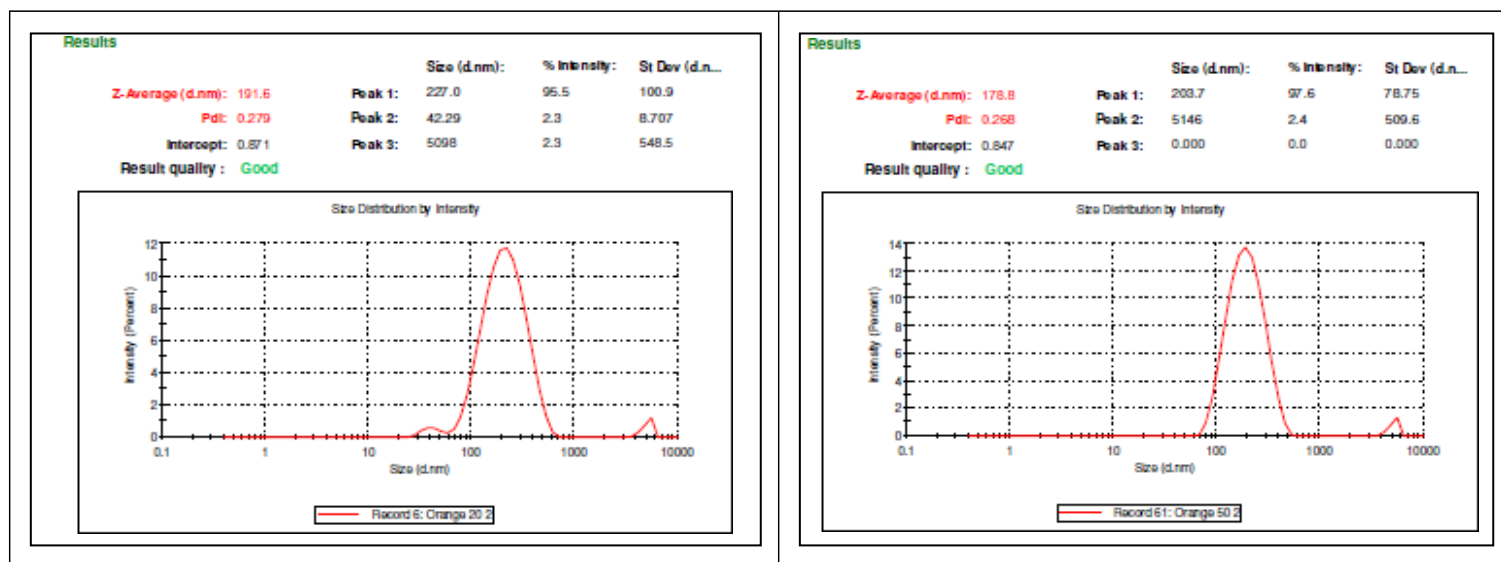 Results
Size (d.nm): % Intensity: St Dev (d.n...
Z-Average (d.nm): 191.6 Peak 1: 227.0 95.5 100.9
PdI: 0.279 Peak 2: 42.29 2.3 8.707
Intercept: 0.871 Peak 3: 5098 2.3 548.5
Result quality : Good
Size Distribution by Intensity
Intensity (Percent)
12
10
8
6
4
2
0
0.1 1 10 100 1000 10000
Size (d.nm)
Record 6: Orange 20 2
Results
Size (d.nm): % Intensity: St Dev (d.n...
Z-Average (d.nm): 178.8 Peak 1: 203.7 97.6 78.75
PdI: 0.268 Peak 2: 5146 2.4 509.6
Intercept: 0.847 Peak 3: 0.000 0.0 0.000
Result quality : Good
Size Distribution by Intensity
Intensity (Percent)
14
12
10
8
6
4
2
0
0.1 1 10 100 1000 10000
Size (d.nm)
Record 61: Orange 50 2